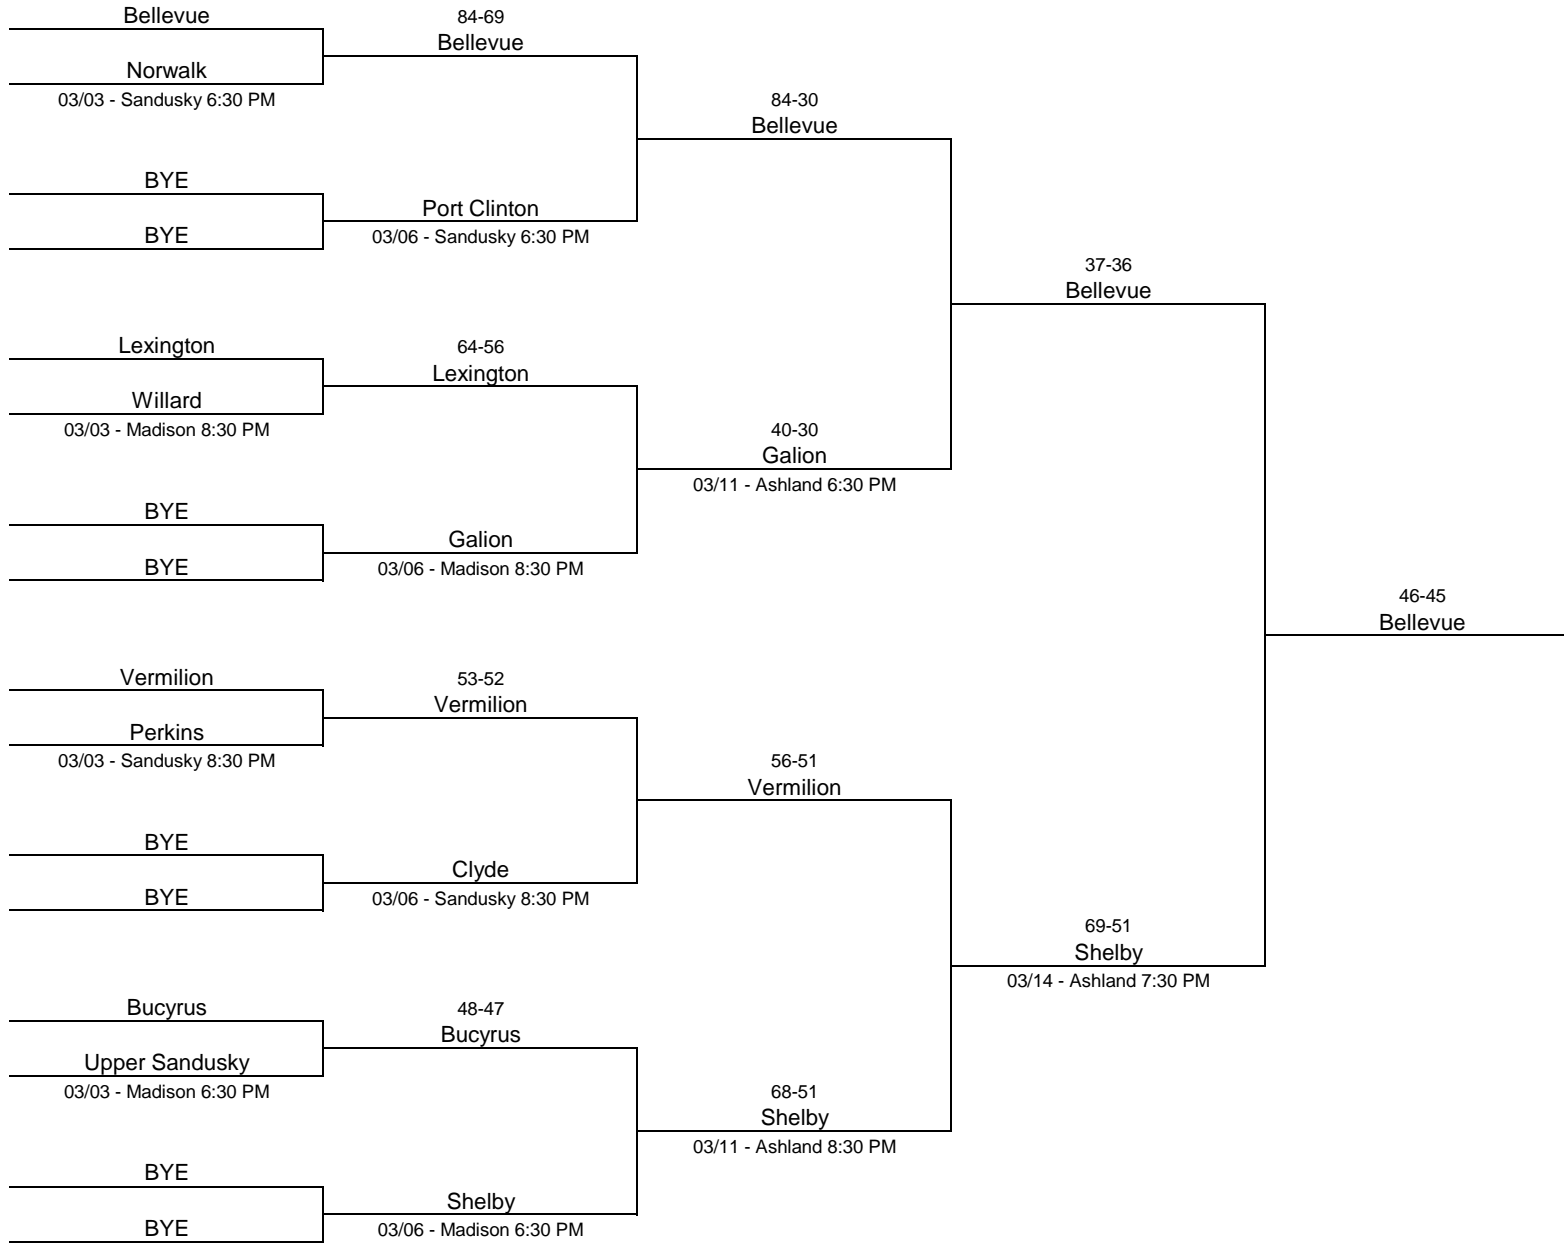 Bellevue
Norwalk
03/03 - Sandusky 6:30 PM
BYE
BYE
Lexington
Willard
03/03 - Madison 8:30 PM
BYE
BYE
Vermilion
Perkins
03/03 - Sandusky 8:30 PM
BYE
BYE
Bucyrus
Upper Sandusky
03/03 - Madison 6:30 PM
BYE
BYE
84-69
Bellevue
Port Clinton
03/06 - Sandusky 6:30 PM
64-56
Lexington
Galion
03/06 - Madison 8:30 PM
53-52
Vermilion
Clyde
03/06 - Sandusky 8:30 PM
48-47
Bucyrus
Shelby
03/06 - Madison 6:30 PM
84-30
Bellevue
40-30
Galion
03/11 - Ashland 6:30 PM
56-51
Vermilion
68-51
Shelby
03/11 - Ashland 8:30 PM
37-36
Bellevue
69-51
Shelby
03/14 - Ashland 7:30 PM
46-45
Bellevue